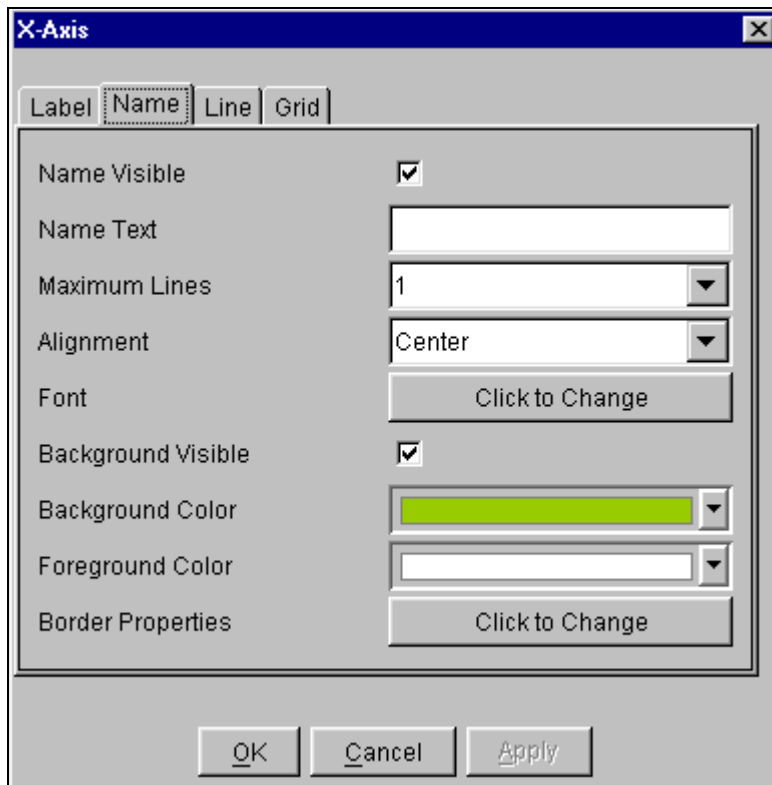 X-Axis
Label Name Line Grid
Name Visible
Name Text
Maximum Lines 1
Alignment Center
Font Click to Change
Background Visible
Background Color
Foreground Color
Border Properties Click to Change
OK Cancel Apply